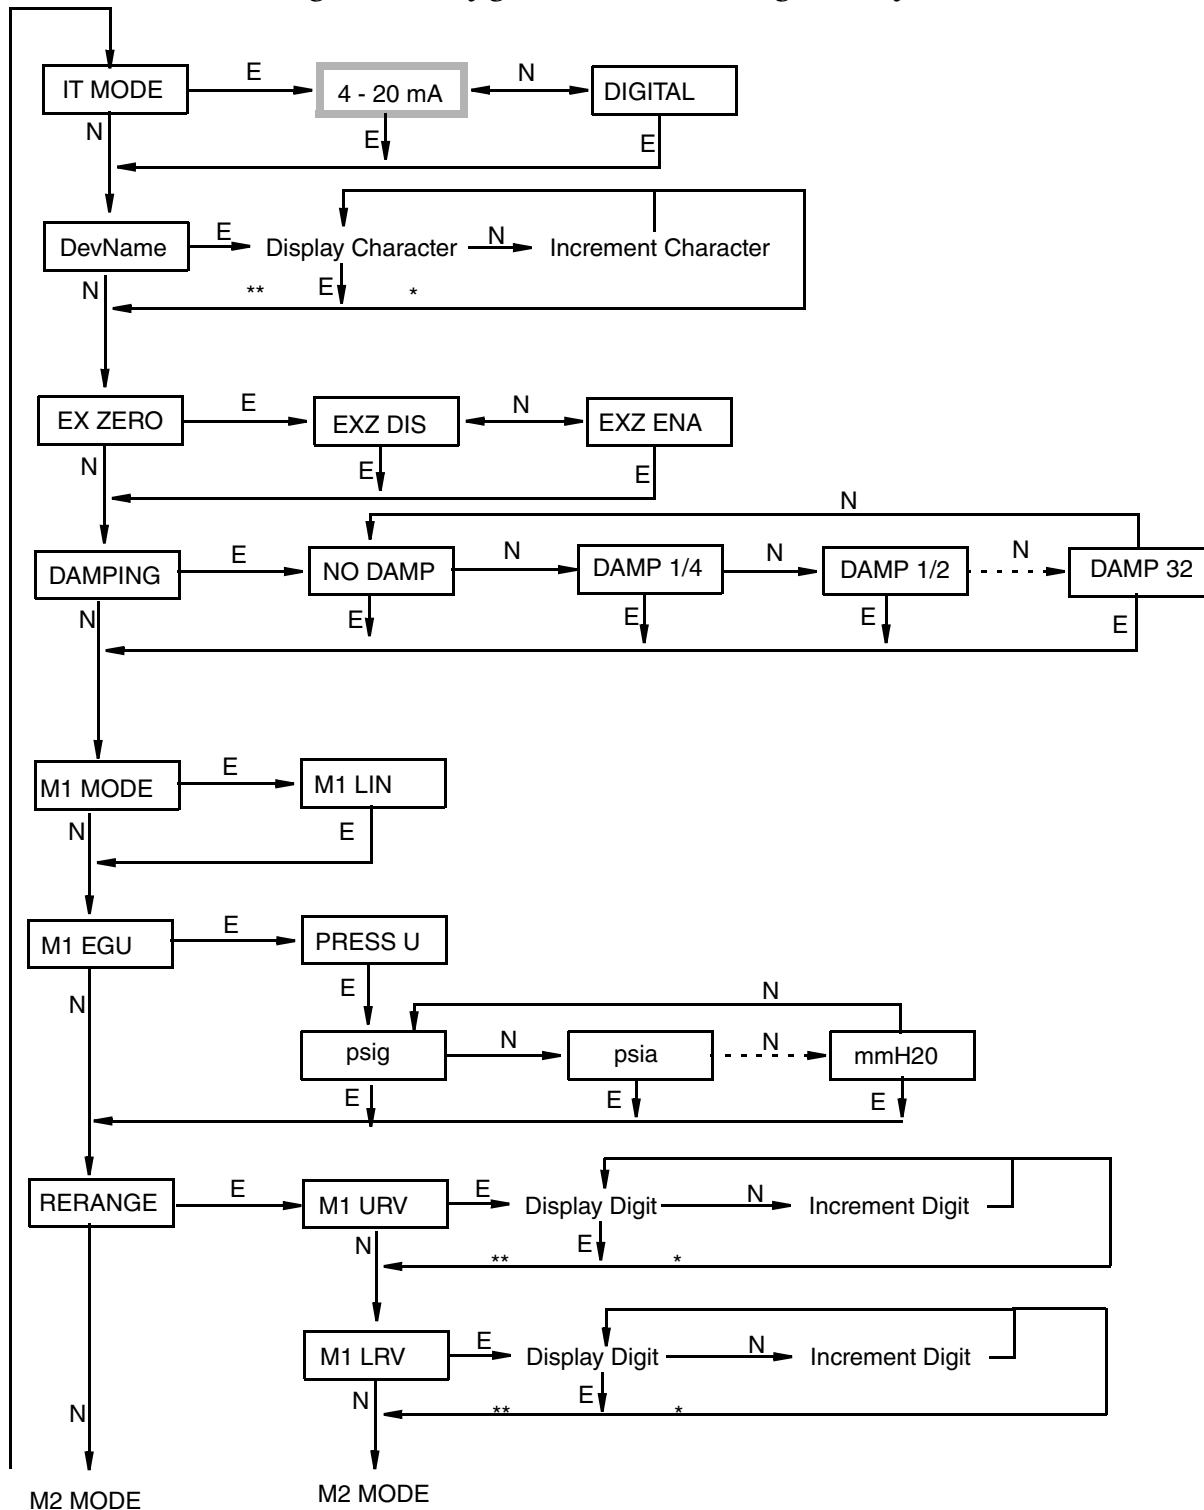 E
N
IT MODE
4 - 20 mA
DIGITAL
N
E
E
DevName
E
Display Character
N
Increment Character
N
**
E
*
EX ZERO
E
EXZ DIS
N
EXZ ENA
N
E
E
N
DAMPING
E
NO DAMP
N
DAMP 1/4
N
DAMP 1/2
N
DAMP 32
N
E
E
E
E
M1 MODE
E
M1 LIN
N
E
M1 EGU
E
PRESS U
N
E
N
psig
N
psia
N
mmH20
E
E
E
RERANGE
E
M1 URV
E
Display Digit
N
Increment Digit
N
E
**
*
M1 LRV
E
Display Digit
N
Increment Digit
N
N
E
**
*
M2 MODE
M2 MODE